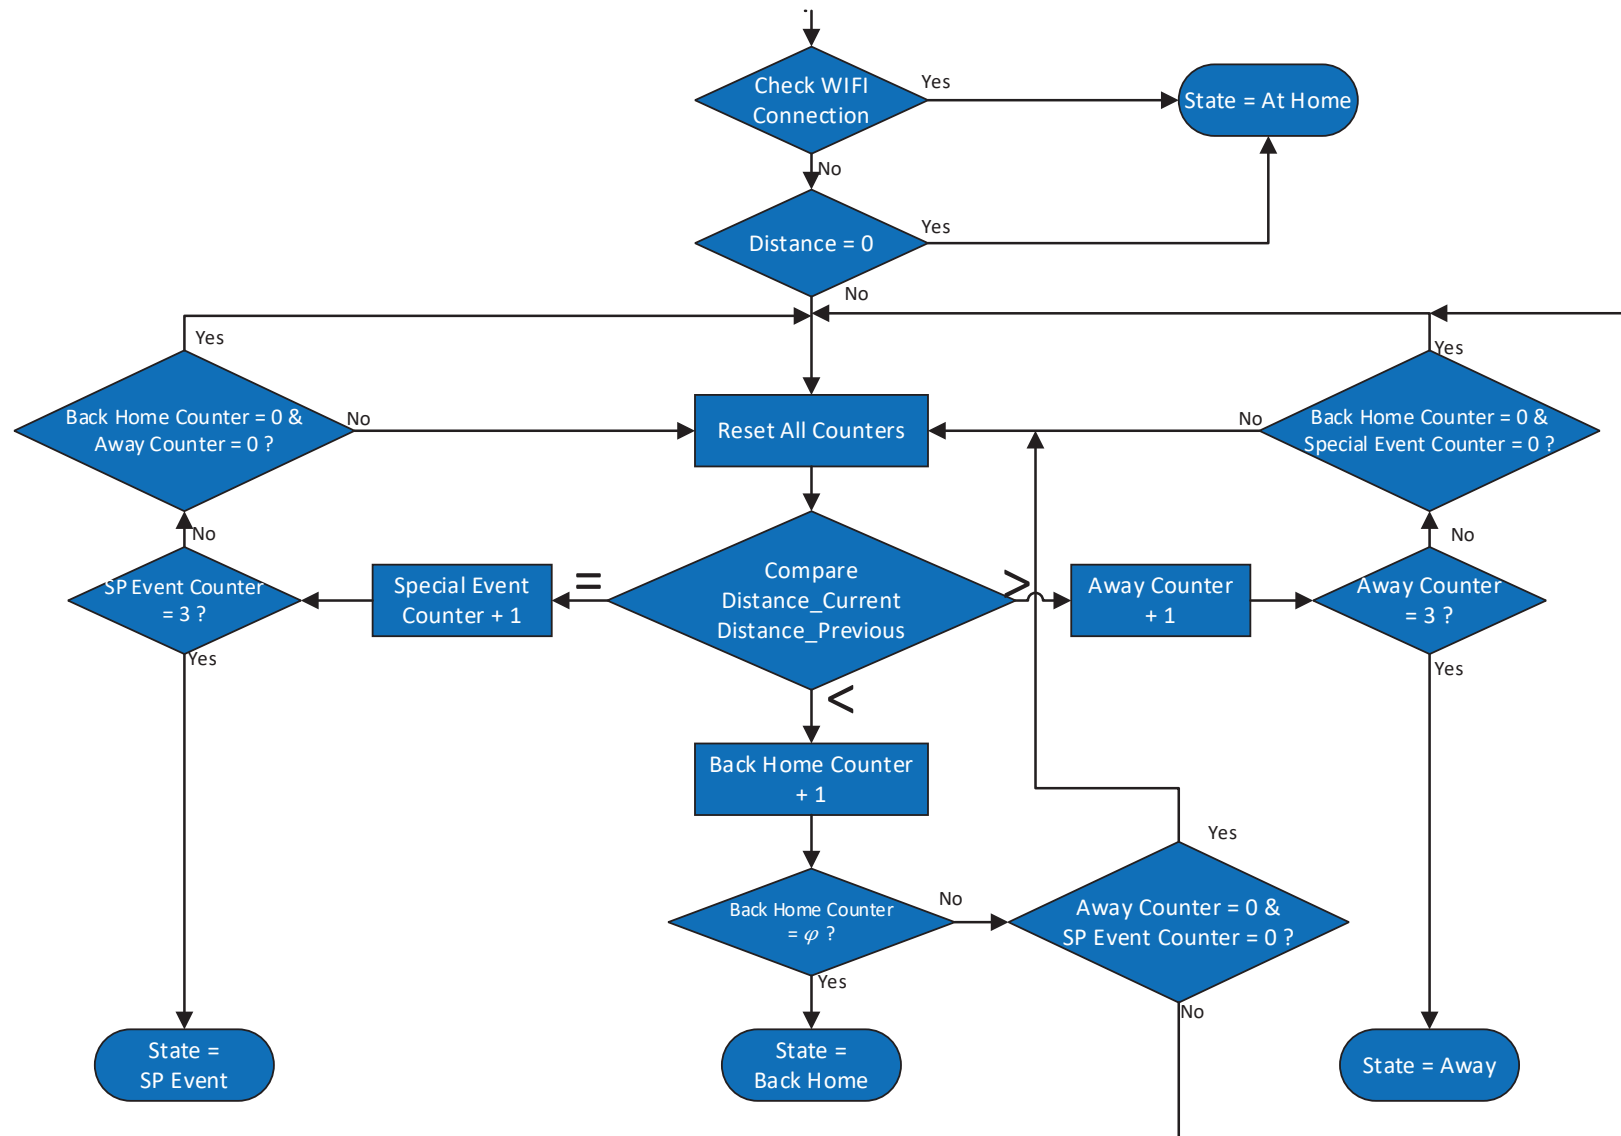 Check WIFI
Connection
Yes
State = At Home
No
Distance = 0
Yes
No
Yes
Yes
Back Home Counter = 0 &
Away Counter = 0 ?
No
Reset All Counters
No
Back Home Counter = 0 &
Special Event Counter = 0 ?
No
No
SP Event Counter
= 3 ?
Special Event
Counter + 1
=
Compare
Distance_Current
Distance_Previous
>
Away Counter
+ 1
Away Counter
= 3 ?
Yes
Yes
<
Back Home Counter
+ 1
Yes
Back Home Counter
= φ ?
No
Away Counter = 0 &
SP Event Counter = 0 ?
Yes
No
State =
SP Event
State =
Back Home
State = Away